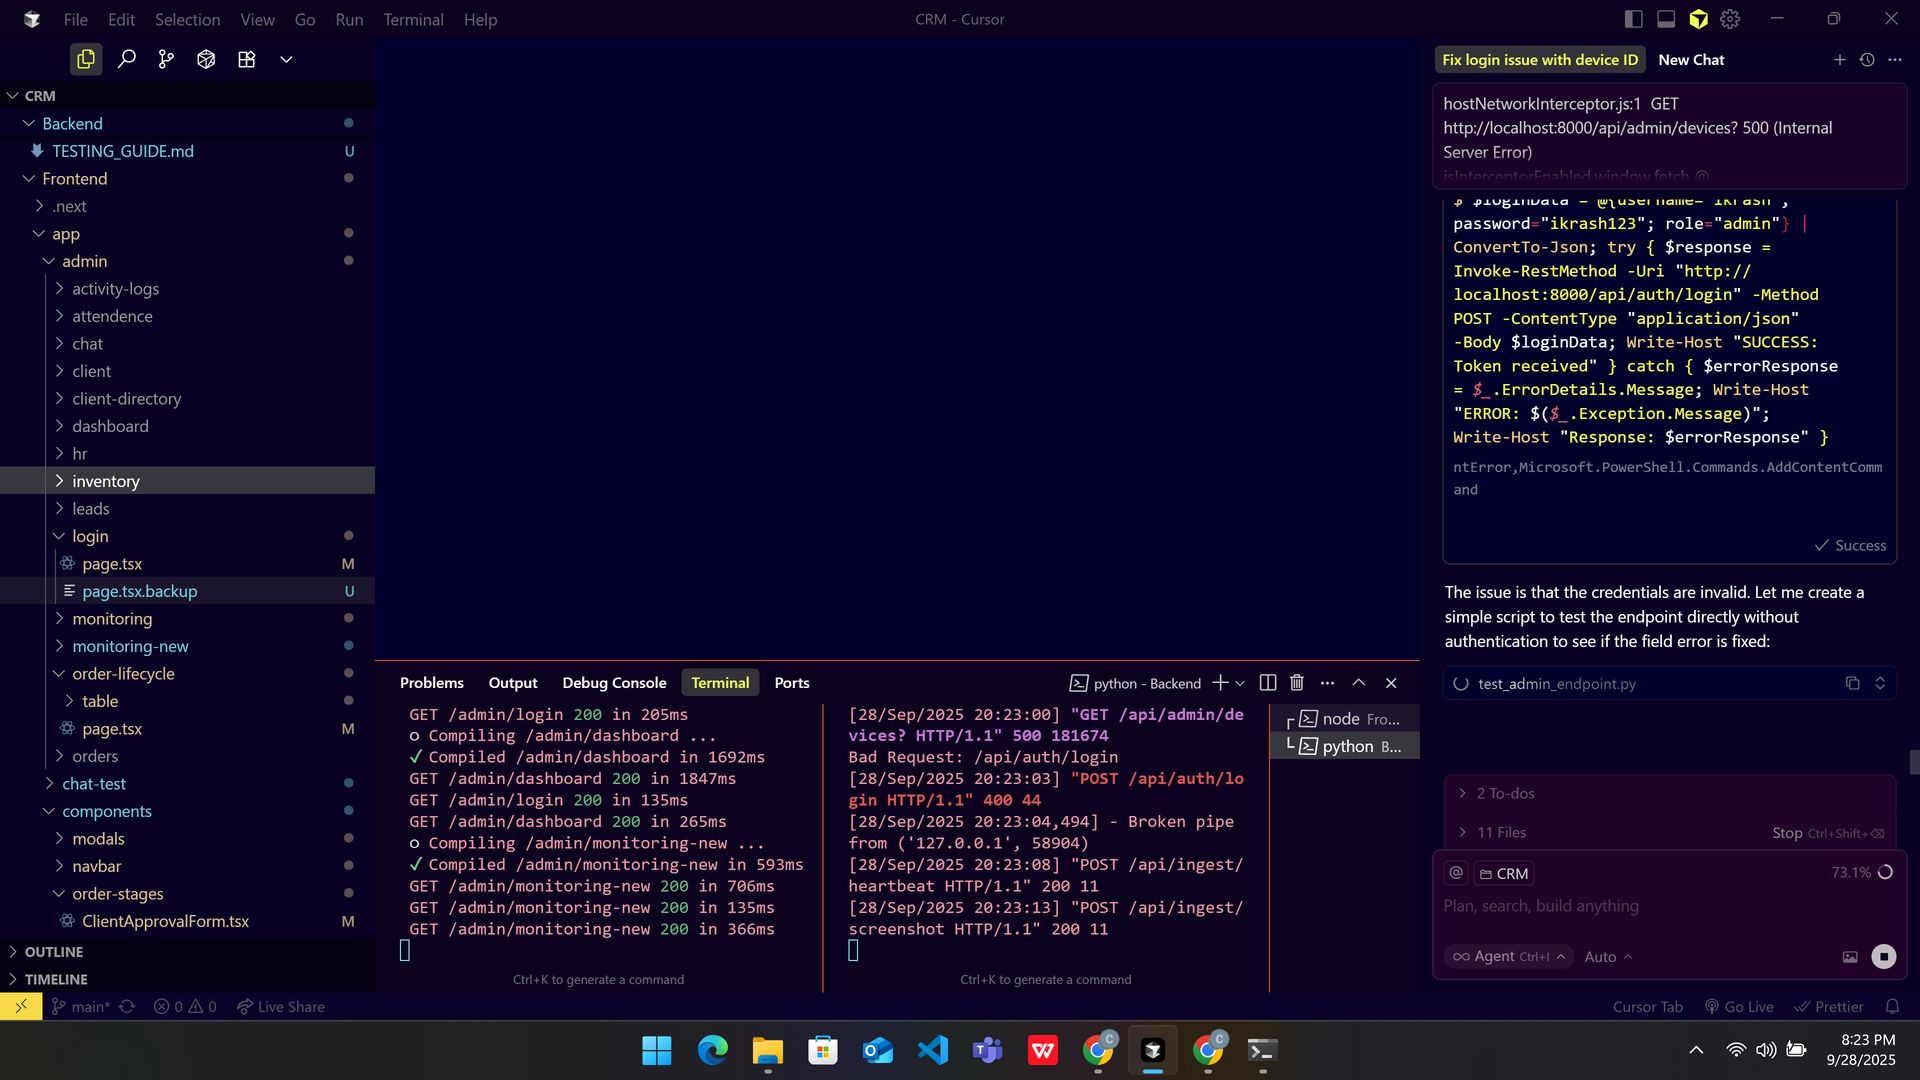 File Edit Selection View Go Run Terminal Help
CRM - Cursor
CRM
Backend
TESTING_GUIDE.md U
Frontend
.next
app
admin
activity-logs
attendence
chat
client
client-directory
dashboard
hr
inventory
leads
login
page.tsx M
page.tsx.backup U
monitoring
monitoring-new
order-lifecycle
table
page.tsx M
orders
chat-test
components
modals
navbar
order-stages
ClientApprovalForm.tsx M
OUTLINE
TIMELINE
Problems Output Debug Console Terminal Ports
python - Backend
GET /admin/login 200 in 205ms
○ Compiling /admin/dashboard ...
✓ Compiled /admin/dashboard in 1692ms
GET /admin/dashboard 200 in 1847ms
GET /admin/login 200 in 135ms
GET /admin/dashboard 200 in 265ms
○ Compiling /admin/monitoring-new ...
✓ Compiled /admin/monitoring-new in 593ms
GET /admin/monitoring-new 200 in 706ms
GET /admin/monitoring-new 200 in 135ms
GET /admin/monitoring-new 200 in 366ms
Ctrl+K to generate a command
[28/Sep/2025 20:23:00] "GET /api/admin/de
vices? HTTP/1.1" 500 181674
Bad Request: /api/auth/login
[28/Sep/2025 20:23:03] "POST /api/auth/lo
gin HTTP/1.1" 400 44
[28/Sep/2025 20:23:04,494] - Broken pipe
from ('127.0.0.1', 58904)
[28/Sep/2025 20:23:08] "POST /api/ingest/
heartbeat HTTP/1.1" 200 11
[28/Sep/2025 20:23:13] "POST /api/ingest/
screenshot HTTP/1.1" 200 11
Ctrl+K to generate a command
node Fro...
python B...
Fix login issue with device ID New Chat
hostNetworkInterceptor.js:1 GET
http://localhost:8000/api/admin/devices? 500 (Internal
Server Error)
isInterceptorEnabled.window.fetch @
$ $loginData = @{username="ikrash";
password="ikrash123"; role="admin"} |
ConvertTo-Json; try { $response =
Invoke-RestMethod -Uri "http://
localhost:8000/api/auth/login" -Method
POST -ContentType "application/json"
-Body $loginData; Write-Host "SUCCESS:
Token received" } catch { $errorResponse
= $_.ErrorDetails.Message; Write-Host
"ERROR: $($_.Exception.Message)";
Write-Host "Response: $errorResponse" }
ntError,Microsoft.PowerShell.Commands.AddContentComm
and
Success
The issue is that the credentials are invalid. Let me create a
simple script to test the endpoint directly without
authentication to see if the field error is fixed:
test_admin_endpoint.py
2 To-dos
11 Files Stop Ctrl+Shift+⌫
@ CRM 73.1%
Plan, search, build anything
Agent Ctrl+I Auto
main* 0 0 Live Share
Cursor Tab Go Live Prettier
8:23 PM
9/28/2025